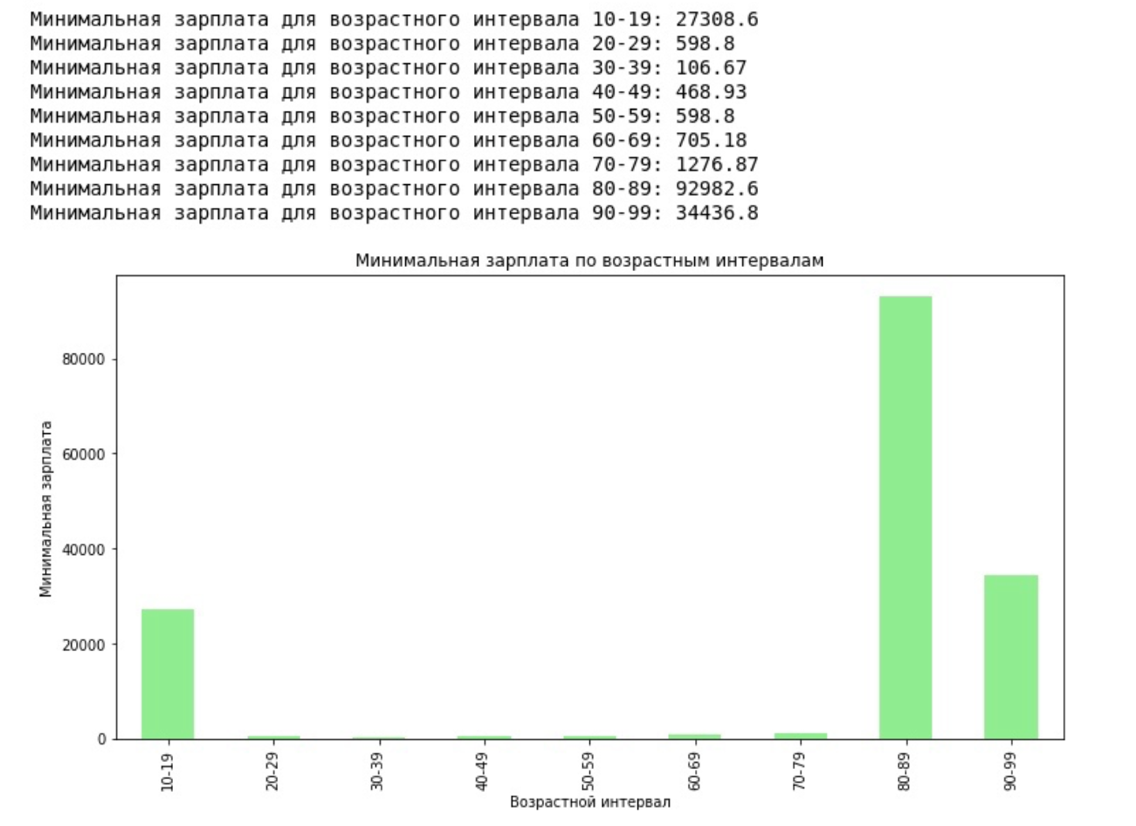 Минимальная зарплата для возрастного интервала 10-19: 27308.6
Минимальная зарплата для возрастного интервала 20-29: 598.8
Минимальная зарплата для возрастного интервала 30-39: 106.67
Минимальная зарплата для возрастного интервала 40-49: 468.93
Минимальная зарплата для возрастного интервала 50-59: 598.8
Минимальная зарплата для возрастного интервала 60-69: 705.18
Минимальная зарплата для возрастного интервала 70-79: 1276.87
Минимальная зарплата для возрастного интервала 80-89: 92982.6
Минимальная зарплата для возрастного интервала 90-99: 34436.8
Минимальная зарплата по возрастным интервалам
Минимальная зарплата
80000
60000
40000
20000
0
10-19
20-29
30-39
40-49
50-59
60-69
70-79
80-89
90-99
Возрастной интервал